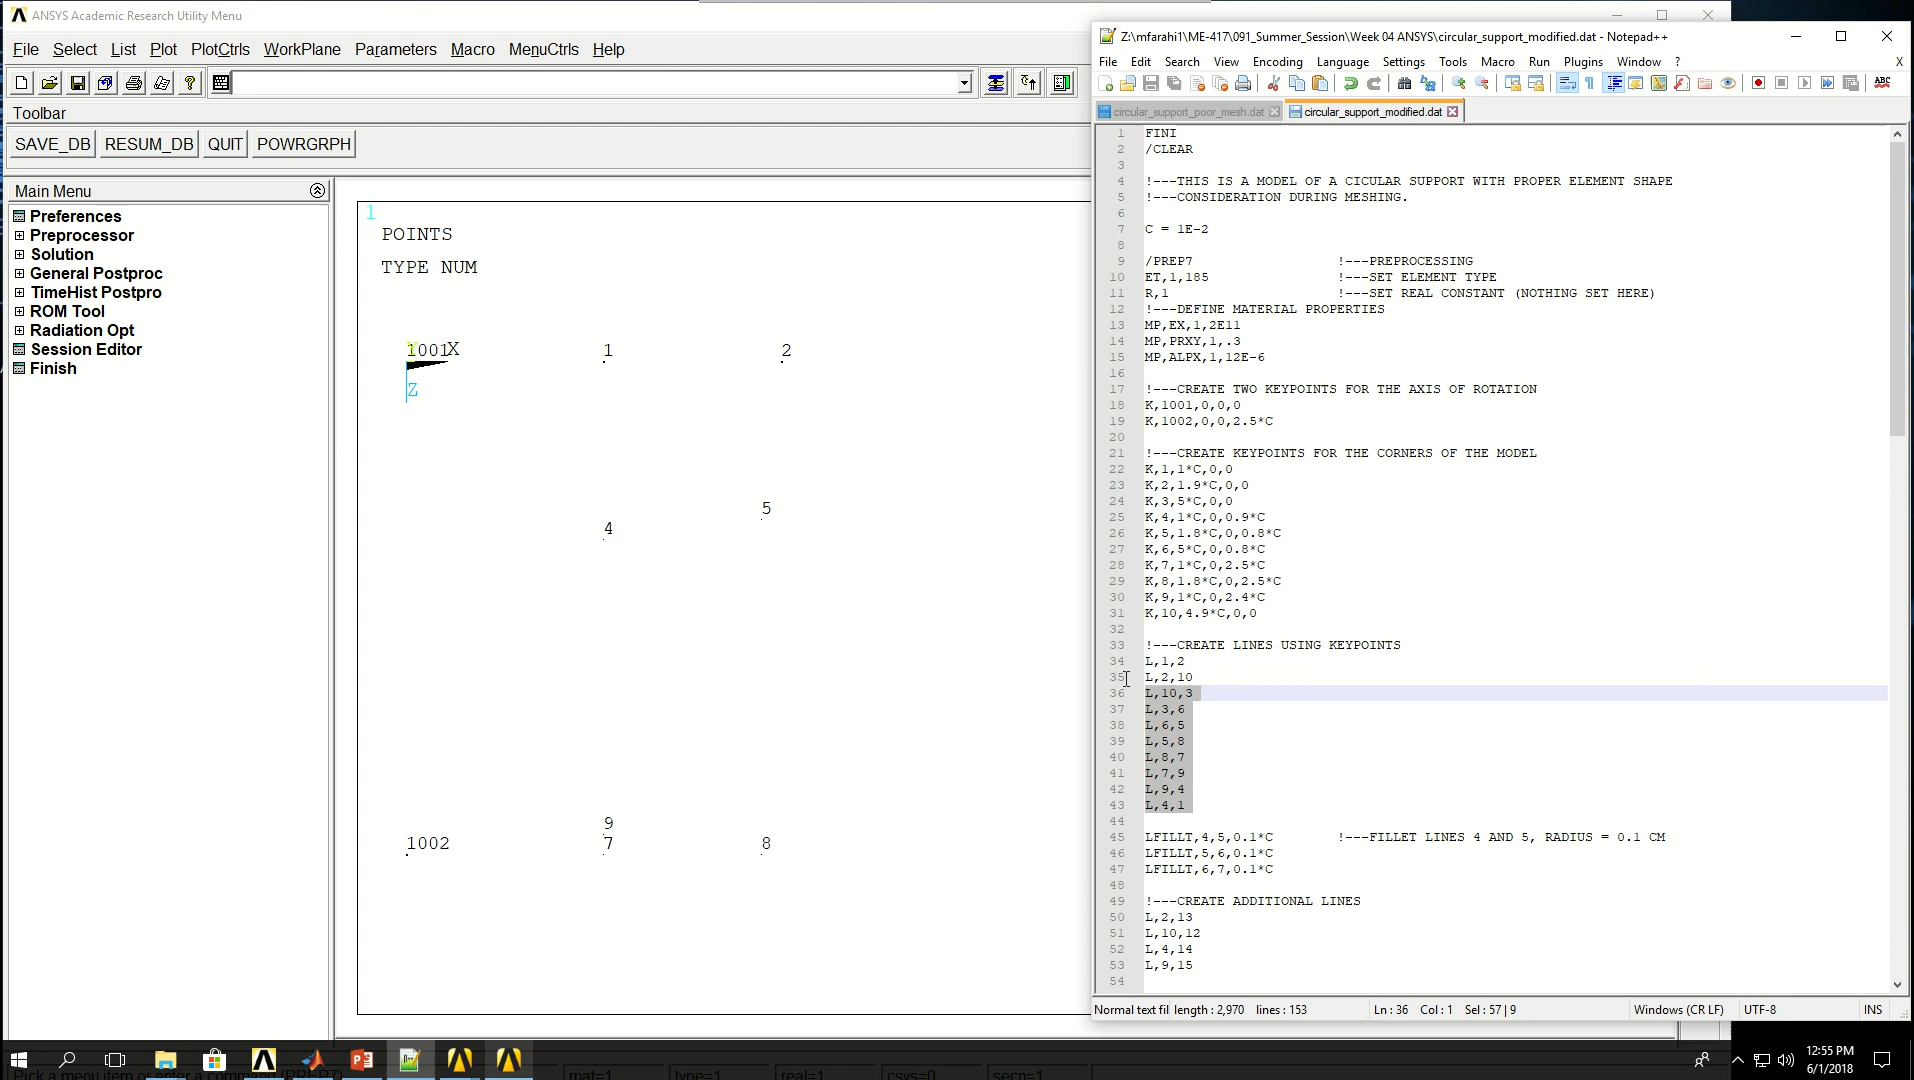 ANSYS Academic Research Utility Menu
File Select List Plot PlotCtrls WorkPlane Parameters Macro MenuCtrls Help
Toolbar
SAVE_DB RESUM_DB QUIT POWRGRPH
Main Menu
Preferences
Preprocessor
Solution
General Postproc
TimeHist Postpro
ROM Tool
Radiation Opt
Session Editor
Finish
1
POINTS
TYPE NUM
1001 X
Y
Z
1
2
4
5
9
1002
7
8
Z:\mfarahi1\ME-417\091_Summer_Session\Week 04 ANSYS\circular_support_modified.dat - Notepad++
File Edit Search View Encoding Language Settings Tools Macro Run Plugins Window ? X
circular_support_poor_mesh.dat circular_support_modified.dat
1 FINI
2 /CLEAR
3
4 !---THIS IS A MODEL OF A CICULAR SUPPORT WITH PROPER ELEMENT SHAPE
5 !---CONSIDERATION DURING MESHING.
6
7 C = 1E-2
8
9 /PREP7 !---PREPROCESSING
10 ET,1,185 !---SET ELEMENT TYPE
11 R,1 !---SET REAL CONSTANT (NOTHING SET HERE)
12 !---DEFINE MATERIAL PROPERTIES
13 MP,EX,1,2E11
14 MP,PRXY,1,.3
15 MP,ALPX,1,12E-6
16
17 !---CREATE TWO KEYPOINTS FOR THE AXIS OF ROTATION
18 K,1001,0,0,0
19 K,1002,0,0,2.5*C
20
21 !---CREATE KEYPOINTS FOR THE CORNERS OF THE MODEL
22 K,1,1*C,0,0
23 K,2,1.9*C,0,0
24 K,3,5*C,0,0
25 K,4,1*C,0,0.9*C
26 K,5,1.8*C,0,0.8*C
27 K,6,5*C,0,0.8*C
28 K,7,1*C,0,2.5*C
29 K,8,1.8*C,0,2.5*C
30 K,9,1*C,0,2.4*C
31 K,10,4.9*C,0,0
32
33 !---CREATE LINES USING KEYPOINTS
34 L,1,2
35 L,2,10
36 L,10,3
37 L,3,6
38 L,6,5
39 L,5,8
40 L,8,7
41 L,7,9
42 L,9,4
43 L,4,1
44
45 LFILLT,4,5,0.1*C !---FILLET LINES 4 AND 5, RADIUS = 0.1 CM
46 LFILLT,5,6,0.1*C
47 LFILLT,6,7,0.1*C
48
49 !---CREATE ADDITIONAL LINES
50 L,2,13
51 L,10,12
52 L,4,14
53 L,9,15
54
Normal text fil length : 2,970 lines : 153 Ln : 36 Col : 1 Sel : 57 | 9 Windows (CR LF) UTF-8 INS
Pick a menu item or enter a command (PREP7) mat=1 type=1 real=1 csys=0 secn=1
12:55 PM
6/1/2018